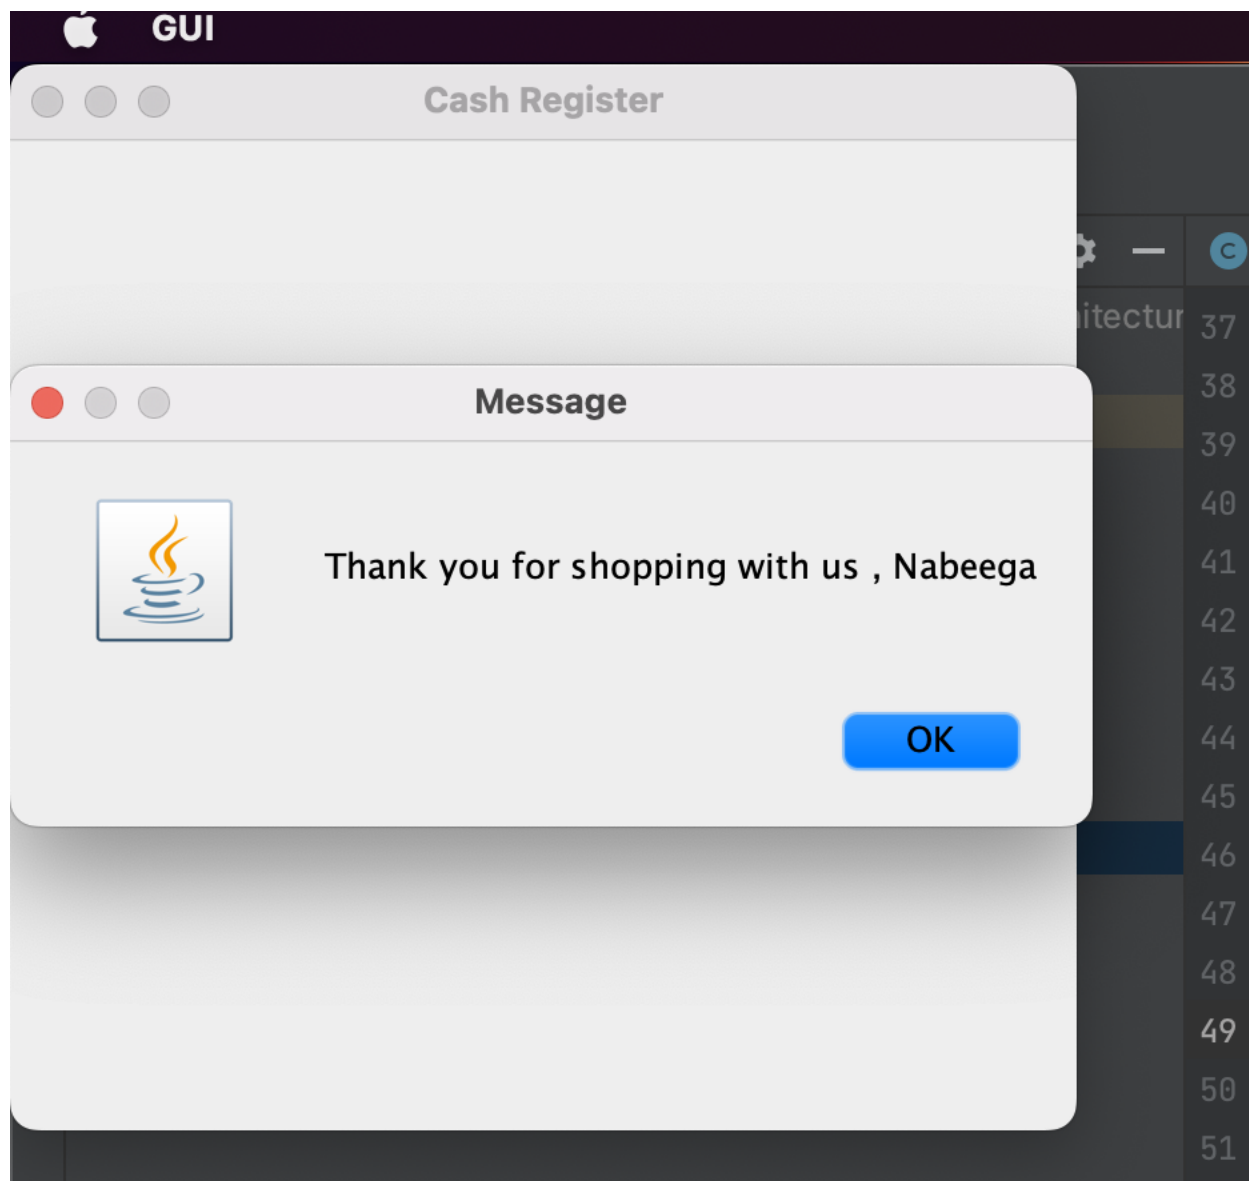 GUI
Cash Register
C
itectur
37
38
Message
39
40
Thank you for shopping with us , Nabeega
41
42
43
OK
44
45
46
47
48
49
50
51